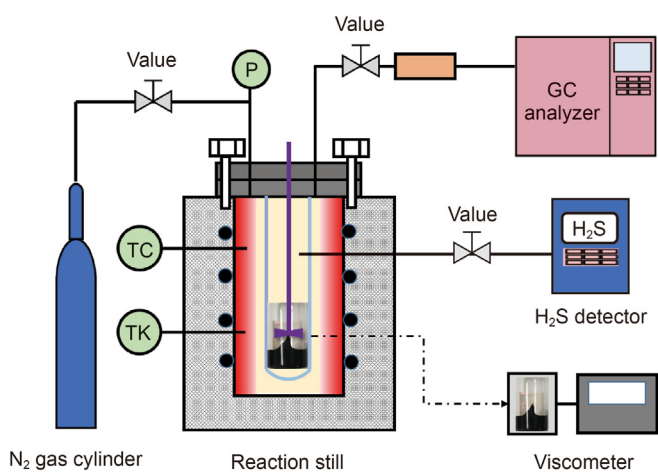 Value
P
Value
GC
analyzer
Value
H₂S
TC
TK
H₂S detector
N₂ gas cylinder
Reaction still
Viscometer